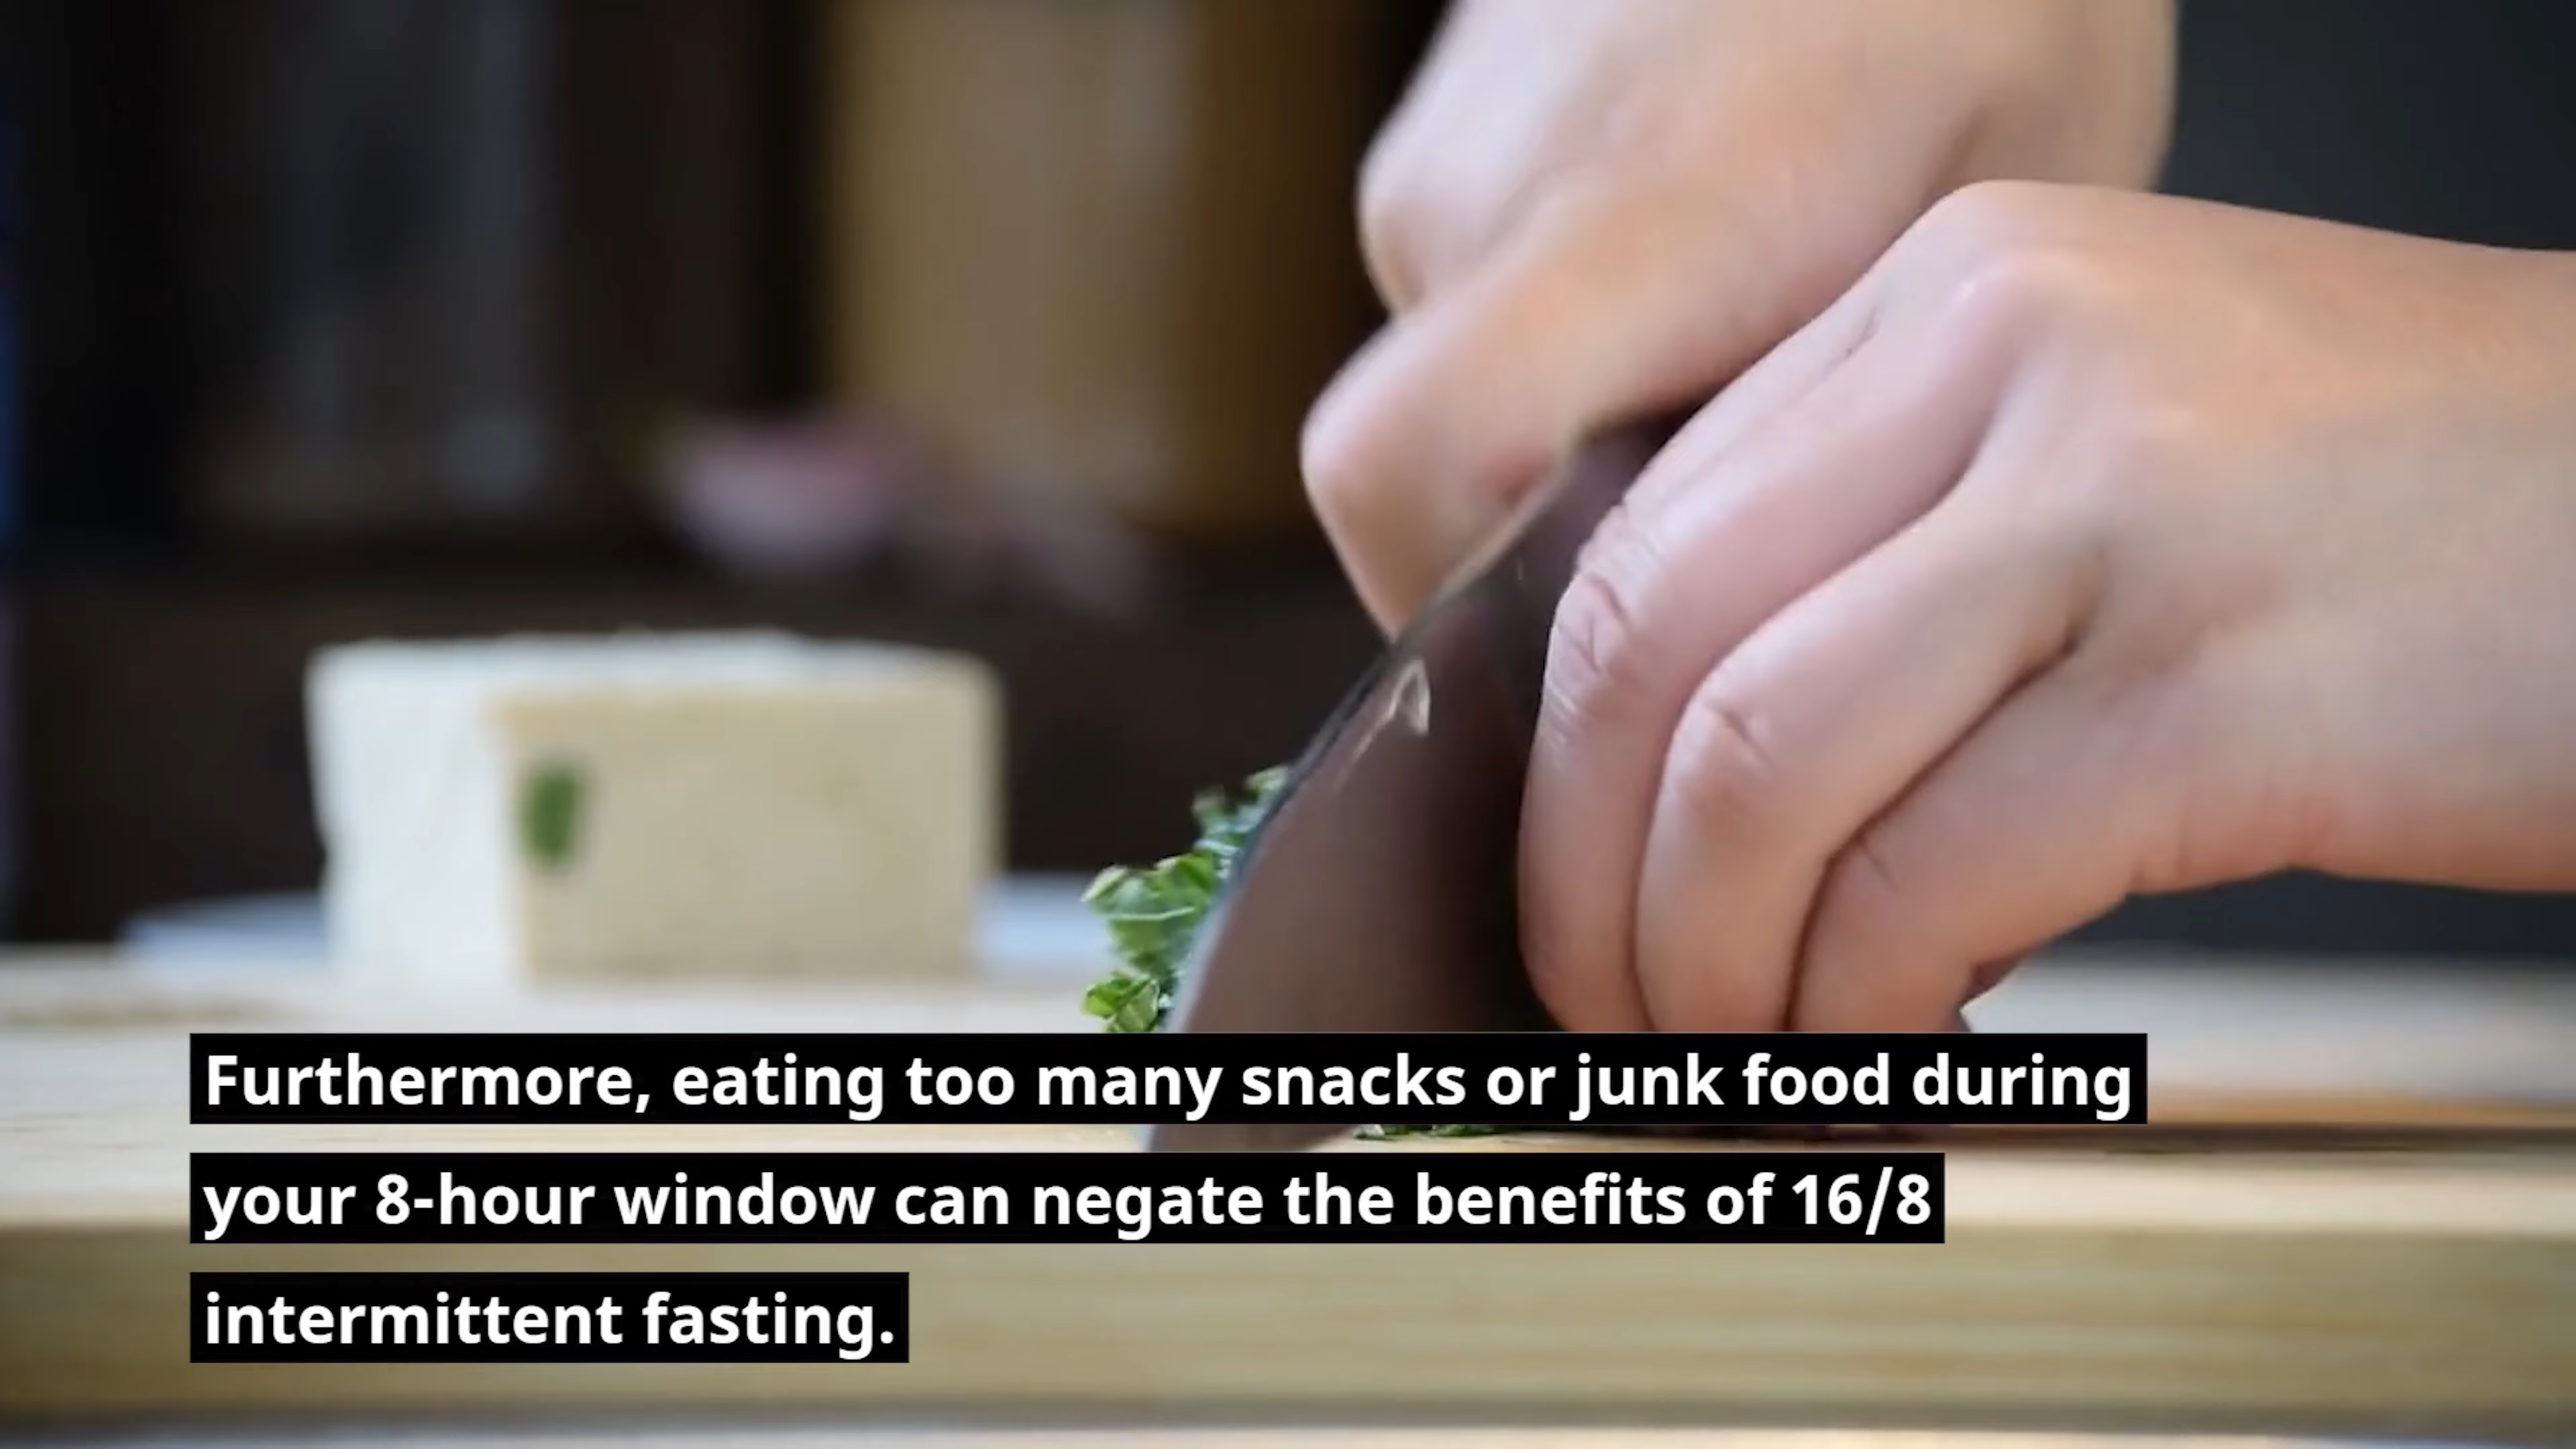 Furthermore, eating too many snacks or junk food during
your 8-hour window can negate the benefits of 16/8
intermittent fasting.